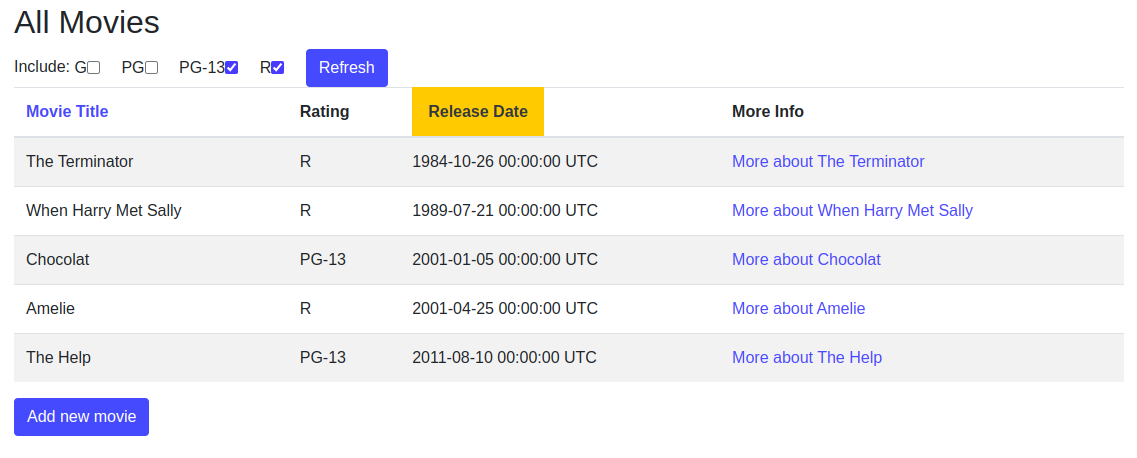 All Movies
Include: G PG PG-13 R Refresh
Movie Title Rating Release Date More Info
The Terminator R 1984-10-26 00:00:00 UTC More about The Terminator
When Harry Met Sally R 1989-07-21 00:00:00 UTC More about When Harry Met Sally
Chocolat PG-13 2001-01-05 00:00:00 UTC More about Chocolat
Amelie R 2001-04-25 00:00:00 UTC More about Amelie
The Help PG-13 2011-08-10 00:00:00 UTC More about The Help
Add new movie